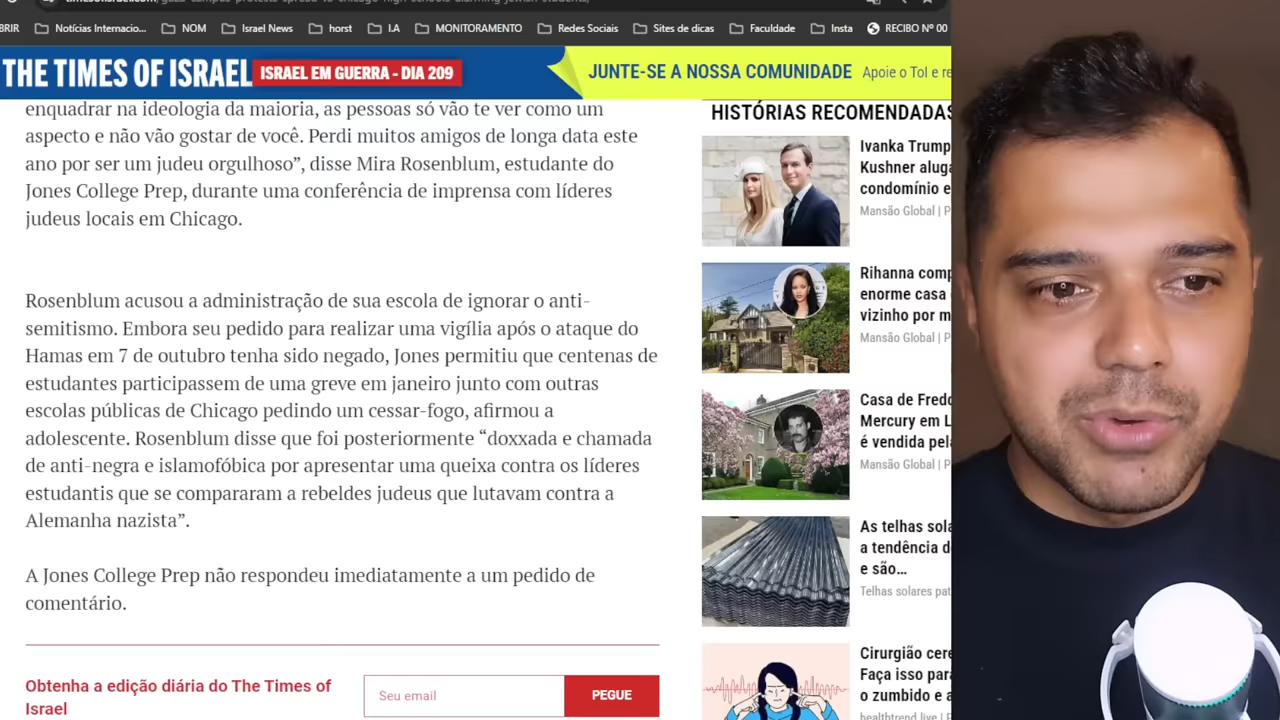 BRIR
Notícias Internacio...
NOM
Israel News
horst
I.A
MONITORAMENTO
Redes Sociais
Sites de dicas
Faculdade
Insta
RECIBO Nº 00
THE TIMES OF ISRAEL
ISRAEL EM GUERRA - DIA 209
JUNTE-SE A NOSSA COMUNIDADE
Apoie o ToI e re
enquadrar na ideologia da maioria, as pessoas só vão te ver como um
aspecto e não vão gostar de você. Perdi muitos amigos de longa data este
ano por ser um judeu orgulhoso”, disse Mira Rosenblum, estudante do
Jones College Prep, durante uma conferência de imprensa com líderes
judeus locais em Chicago.
Rosenblum acusou a administração de sua escola de ignorar o anti-
semitismo. Embora seu pedido para realizar uma vigília após o ataque do
Hamas em 7 de outubro tenha sido negado, Jones permitiu que centenas de
estudantes participassem de uma greve em janeiro junto com outras
escolas públicas de Chicago pedindo um cessar-fogo, afirmou a
adolescente. Rosenblum disse que foi posteriormente “doxxada e chamada
de anti-negra e islamofóbica por apresentar uma queixa contra os líderes
estudantis que se compararam a rebeldes judeus que lutavam contra a
Alemanha nazista”.
A Jones College Prep não respondeu imediatamente a um pedido de
comentário.
Obtenha a edição diária do The Times of
Israel
Seu email
PEGUE
HISTÓRIAS RECOMENDADAS
Ivanka Trump
Kushner aluga
condomínio e
Mansão Global | P
Rihanna comp
enorme casa
vizinho por m
Mansão Global | P
Casa de Fredd
Mercury em L
é vendida pela
Mansão Global | P
As telhas sola
a tendência d
e são...
Telhas solares pat
Cirurgião cere
Faça isso para
o zumbido e a
healthtrend.live | P